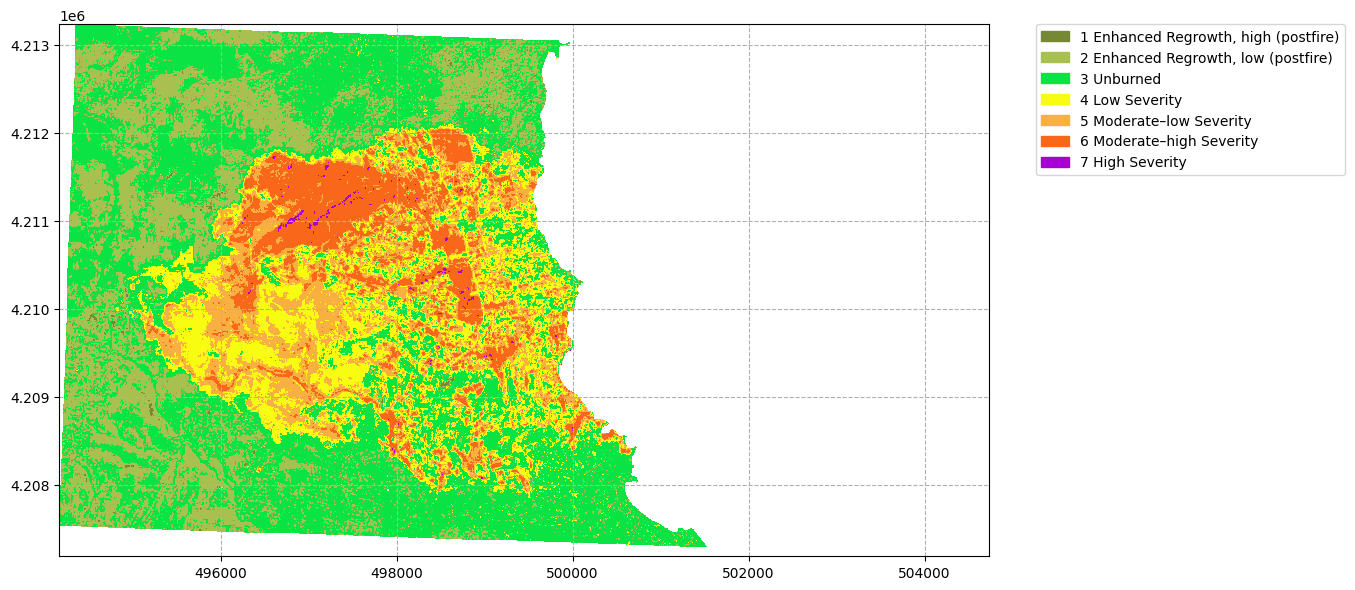 1e6
4.213
4.212
4.211
4.210
4.209
4.208
496000
498000
500000
502000
504000
1 Enhanced Regrowth, high (postfire)
2 Enhanced Regrowth, low (postfire)
3 Unburned
4 Low Severity
5 Moderate–low Severity
6 Moderate–high Severity
7 High Severity